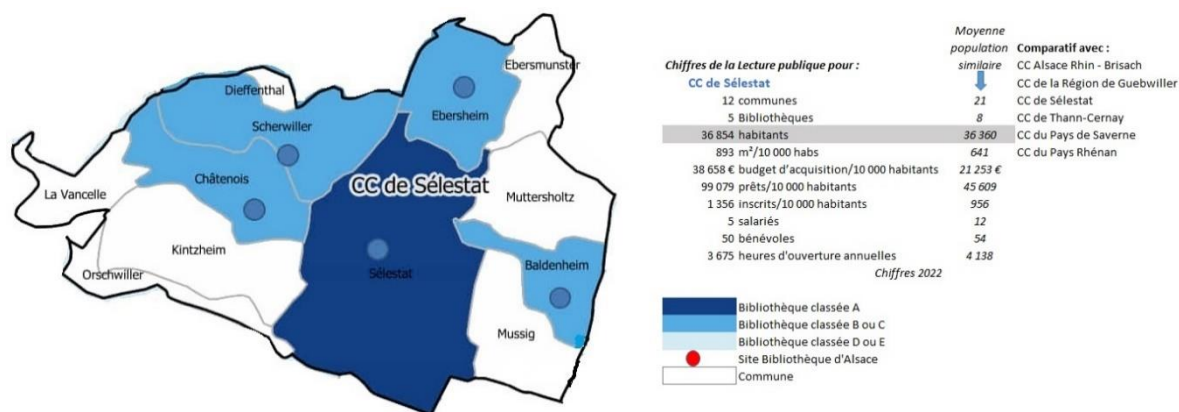 Ebersmunster
Dieffenthal
Scherwiller
Ebersheim
Châtenois
CC de Sélestat
La Vancelle
Muttersholtz
Kintzheim
Orschwiller
Sélestat
Baldenheim
Mussig
Moyenne
population
similaire
Comparatif avec :
Chiffres de la Lecture publique pour :
CC Alsace Rhin - Brisach
CC de Sélestat
CC de la Région de Guebwiller
12 communes 21 CC de Sélestat
5 Bibliothèques 8 CC de Thann-Cernay
36 854 habitants 36 360 CC du Pays de Saverne
893 m²/10 000 habs 641 CC du Pays Rhénan
38 658 € budget d'acquisition/10 000 habitants 21 253 €
99 079 prêts/10 000 habitants 45 609
1 356 inscrits/10 000 habitants 956
5 salariés 12
50 bénévoles 54
3 675 heures d'ouverture annuelles 4 138
Chiffres 2022
Bibliothèque classée A
Bibliothèque classée B ou C
Bibliothèque classée D ou E
Site Bibliothèque d'Alsace
Commune